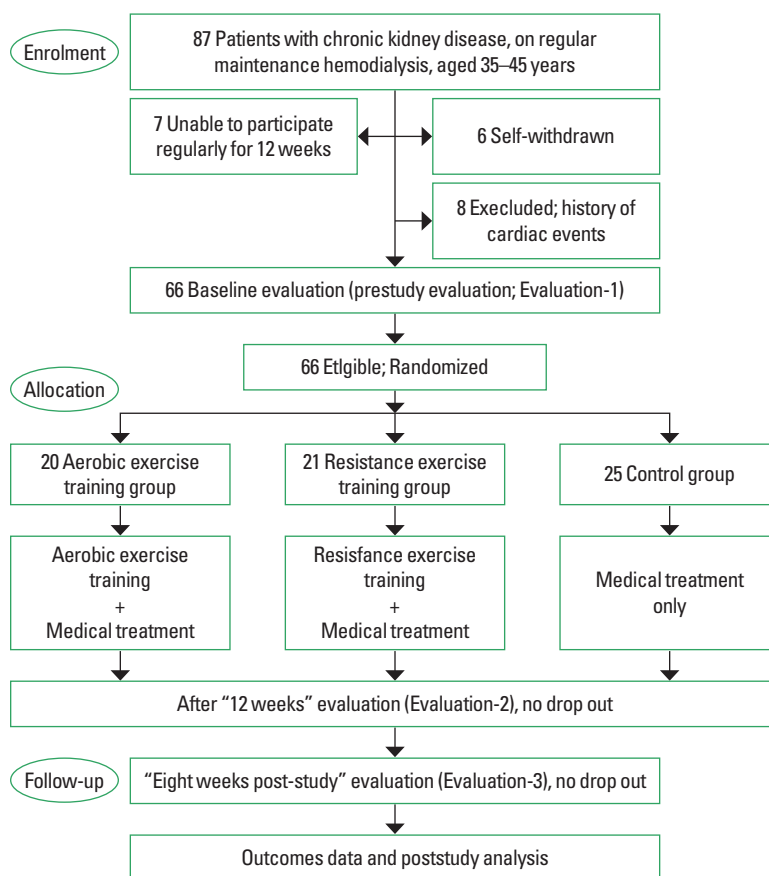 Enrolment
87 Patients with chronic kidney disease, on regular
maintenance hemodialysis, aged 35–45 years
7 Unable to participate
regularly for 12 weeks
6 Self-withdrawn
8 Execluded; history of
cardiac events
66 Baseline evaluation (prestudy evaluation; Evaluation-1)
66 Etlgible; Randomized
Allocation
20 Aerobic exercise
training group
21 Resistance exercise
training group
25 Control group
Aerobic exercise
training
+
Medical treatment
Resisfance exercise
training
+
Medical treatment
Medical treatment
only
After “12 weeks” evaluation (Evaluation-2), no drop out
Follow-up
“Eight weeks post-study” evaluation (Evaluation-3), no drop out
Outcomes data and poststudy analysis